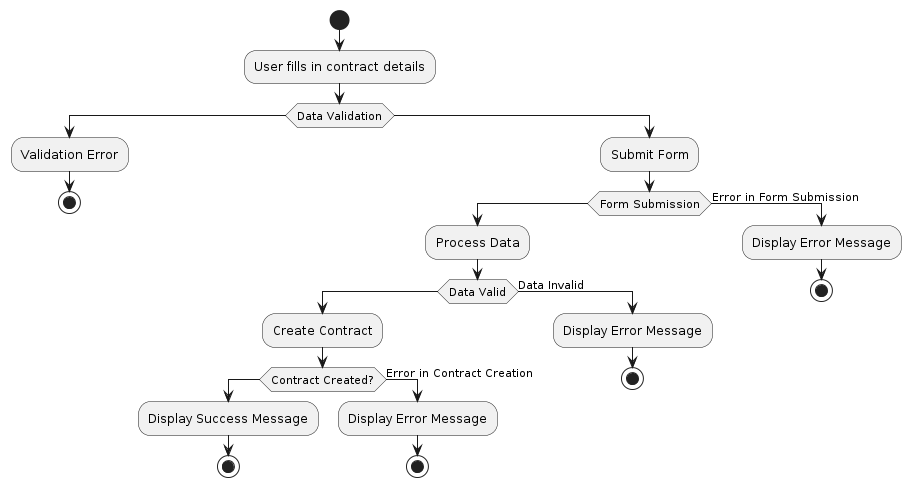 User fills in contract details
Data Validation
Validation Error
Submit Form
Form Submission
Error in Form Submission
Process Data
Display Error Message
Data Valid
Data Invalid
Create Contract
Display Error Message
Contract Created?
Error in Contract Creation
Display Success Message
Display Error Message